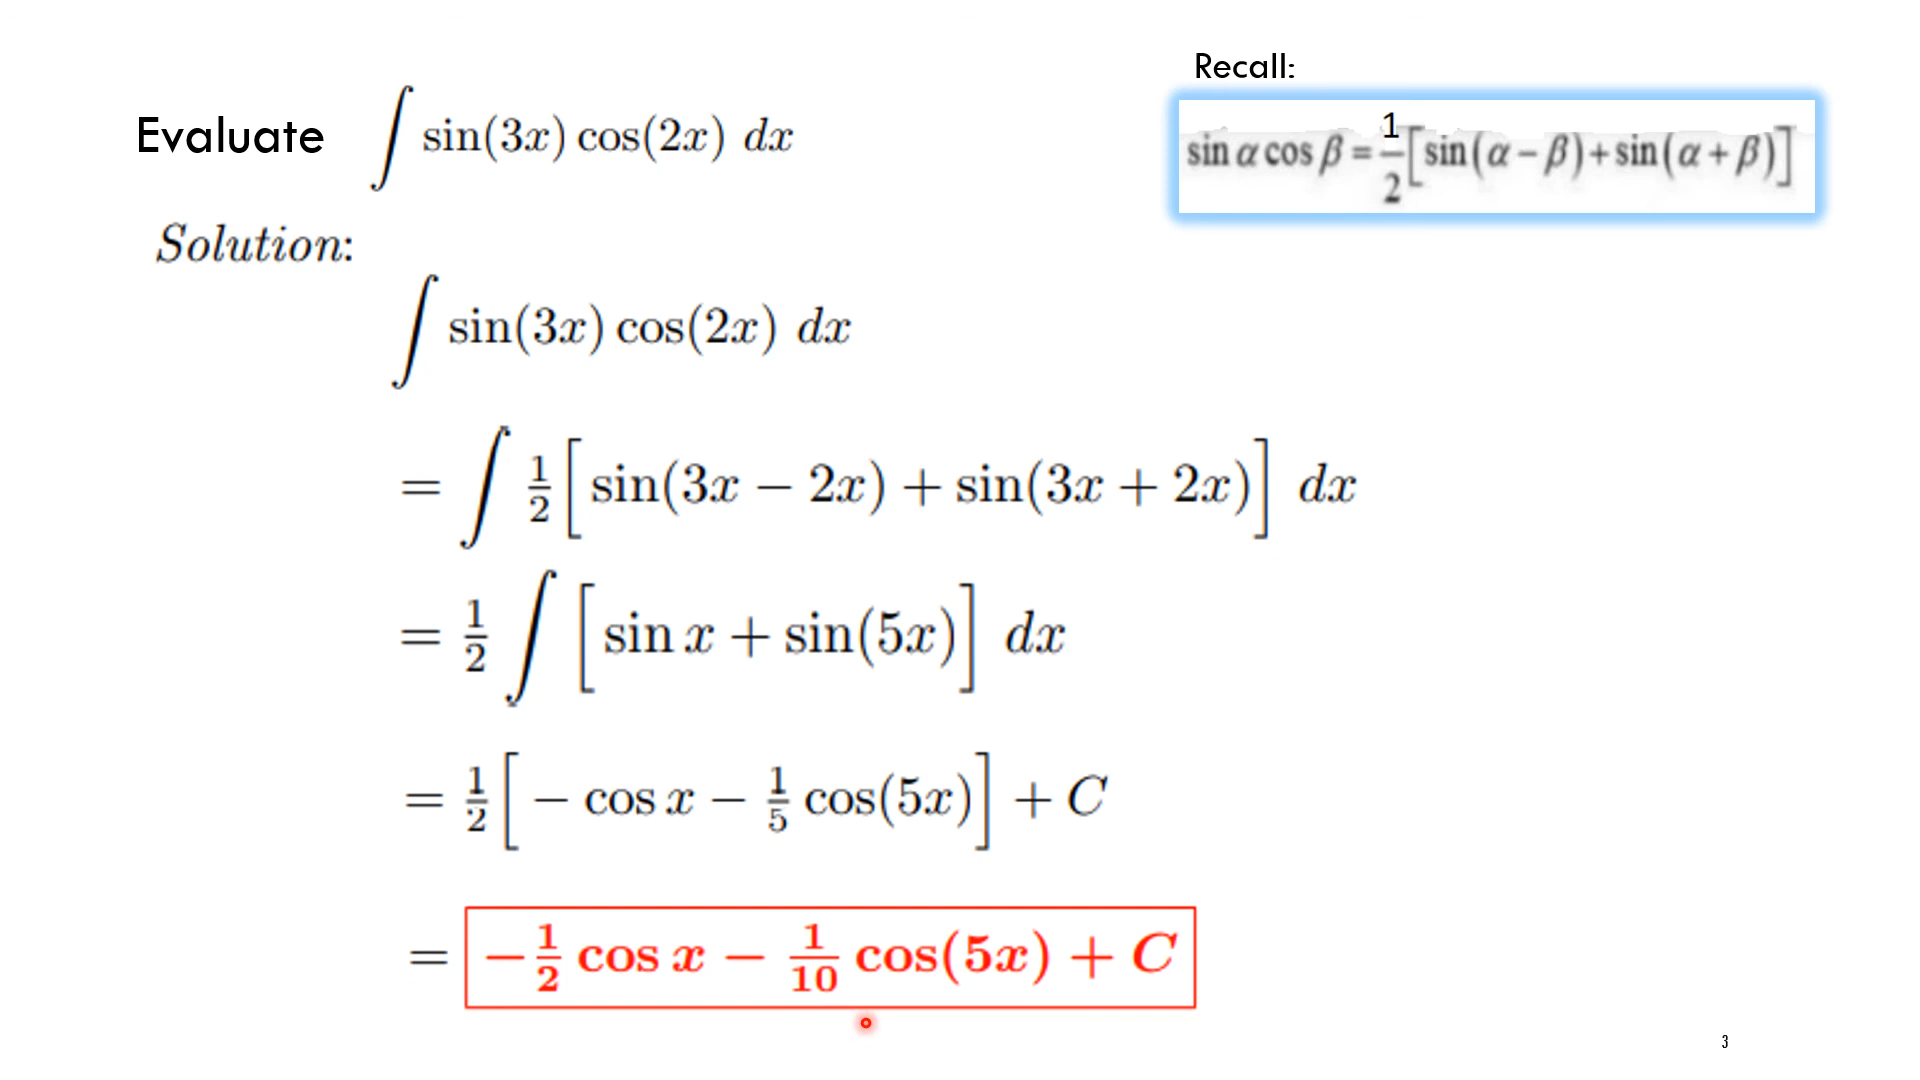 Recall:
Evaluate ∫ sin(3x) cos(2x) dx
sin α cos β = 1/2 [sin(α − β) + sin(α + β)]
Solution:
∫ sin(3x) cos(2x) dx
= ∫ 1/2 [ sin(3x − 2x) + sin(3x + 2x) ] dx
= 1/2 ∫ [ sin x + sin(5x) ] dx
= 1/2 [ − cos x − 1/5 cos(5x) ] + C
= −1/2 cos x − 1/10 cos(5x) + C
3